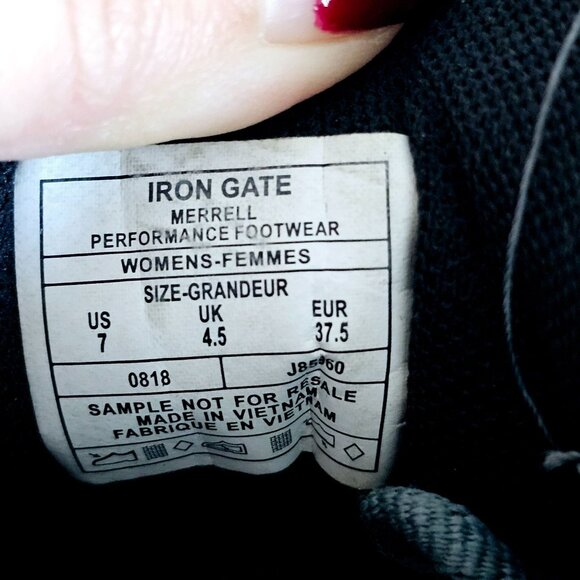 IRON GATE
MERRELL
PERFORMANCE FOOTWEAR
WOMENS-FEMMES
SIZE-GRANDEUR
US UK EUR
7 4.5 37.5
0818
SAMPLE NOT FOR RESALE
MADE IN VIETNAM
FABRIQUE EN VIETNAM